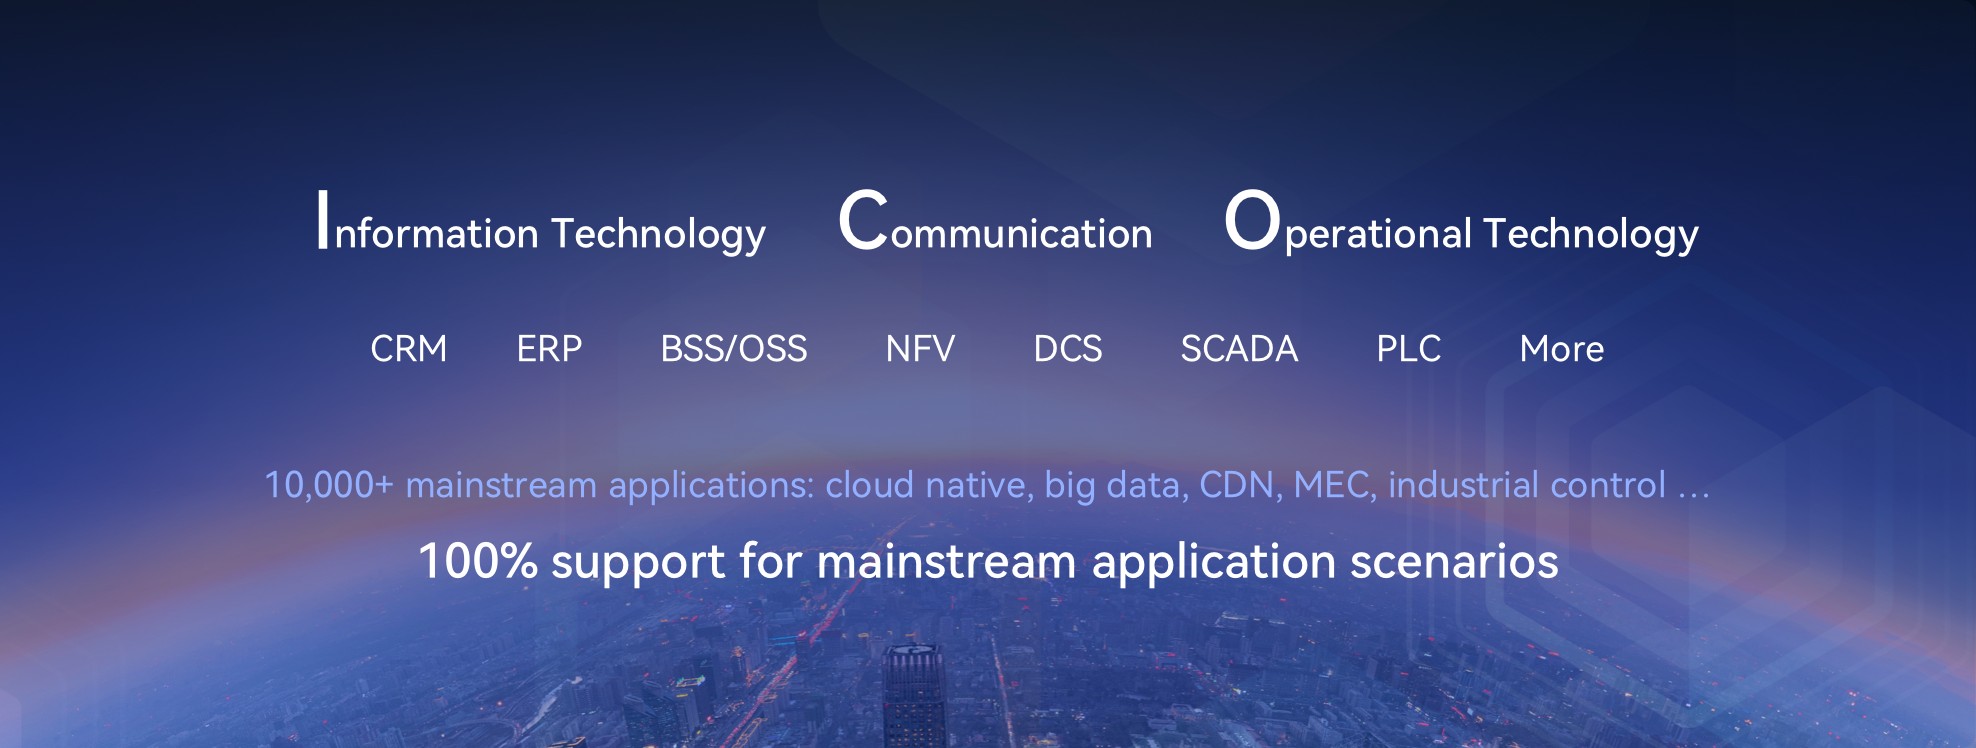 Information Technology Communication Operational Technology
CRM ERP BSS/OSS NFV DCS SCADA PLC More
10,000+ mainstream applications: cloud native, big data, CDN, MEC, industrial control ...
100% support for mainstream application scenarios